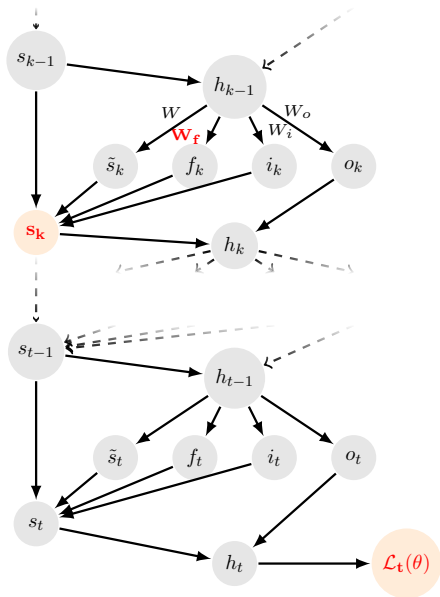 s_{k−1}
h_{k−1}
W
W_f
W_i
W_o
s̃_k
f_k
i_k
o_k
s_k
h_k
s_{t−1}
h_{t−1}
s̃_t
f_t
i_t
o_t
s_t
h_t
ℒ_t(θ)